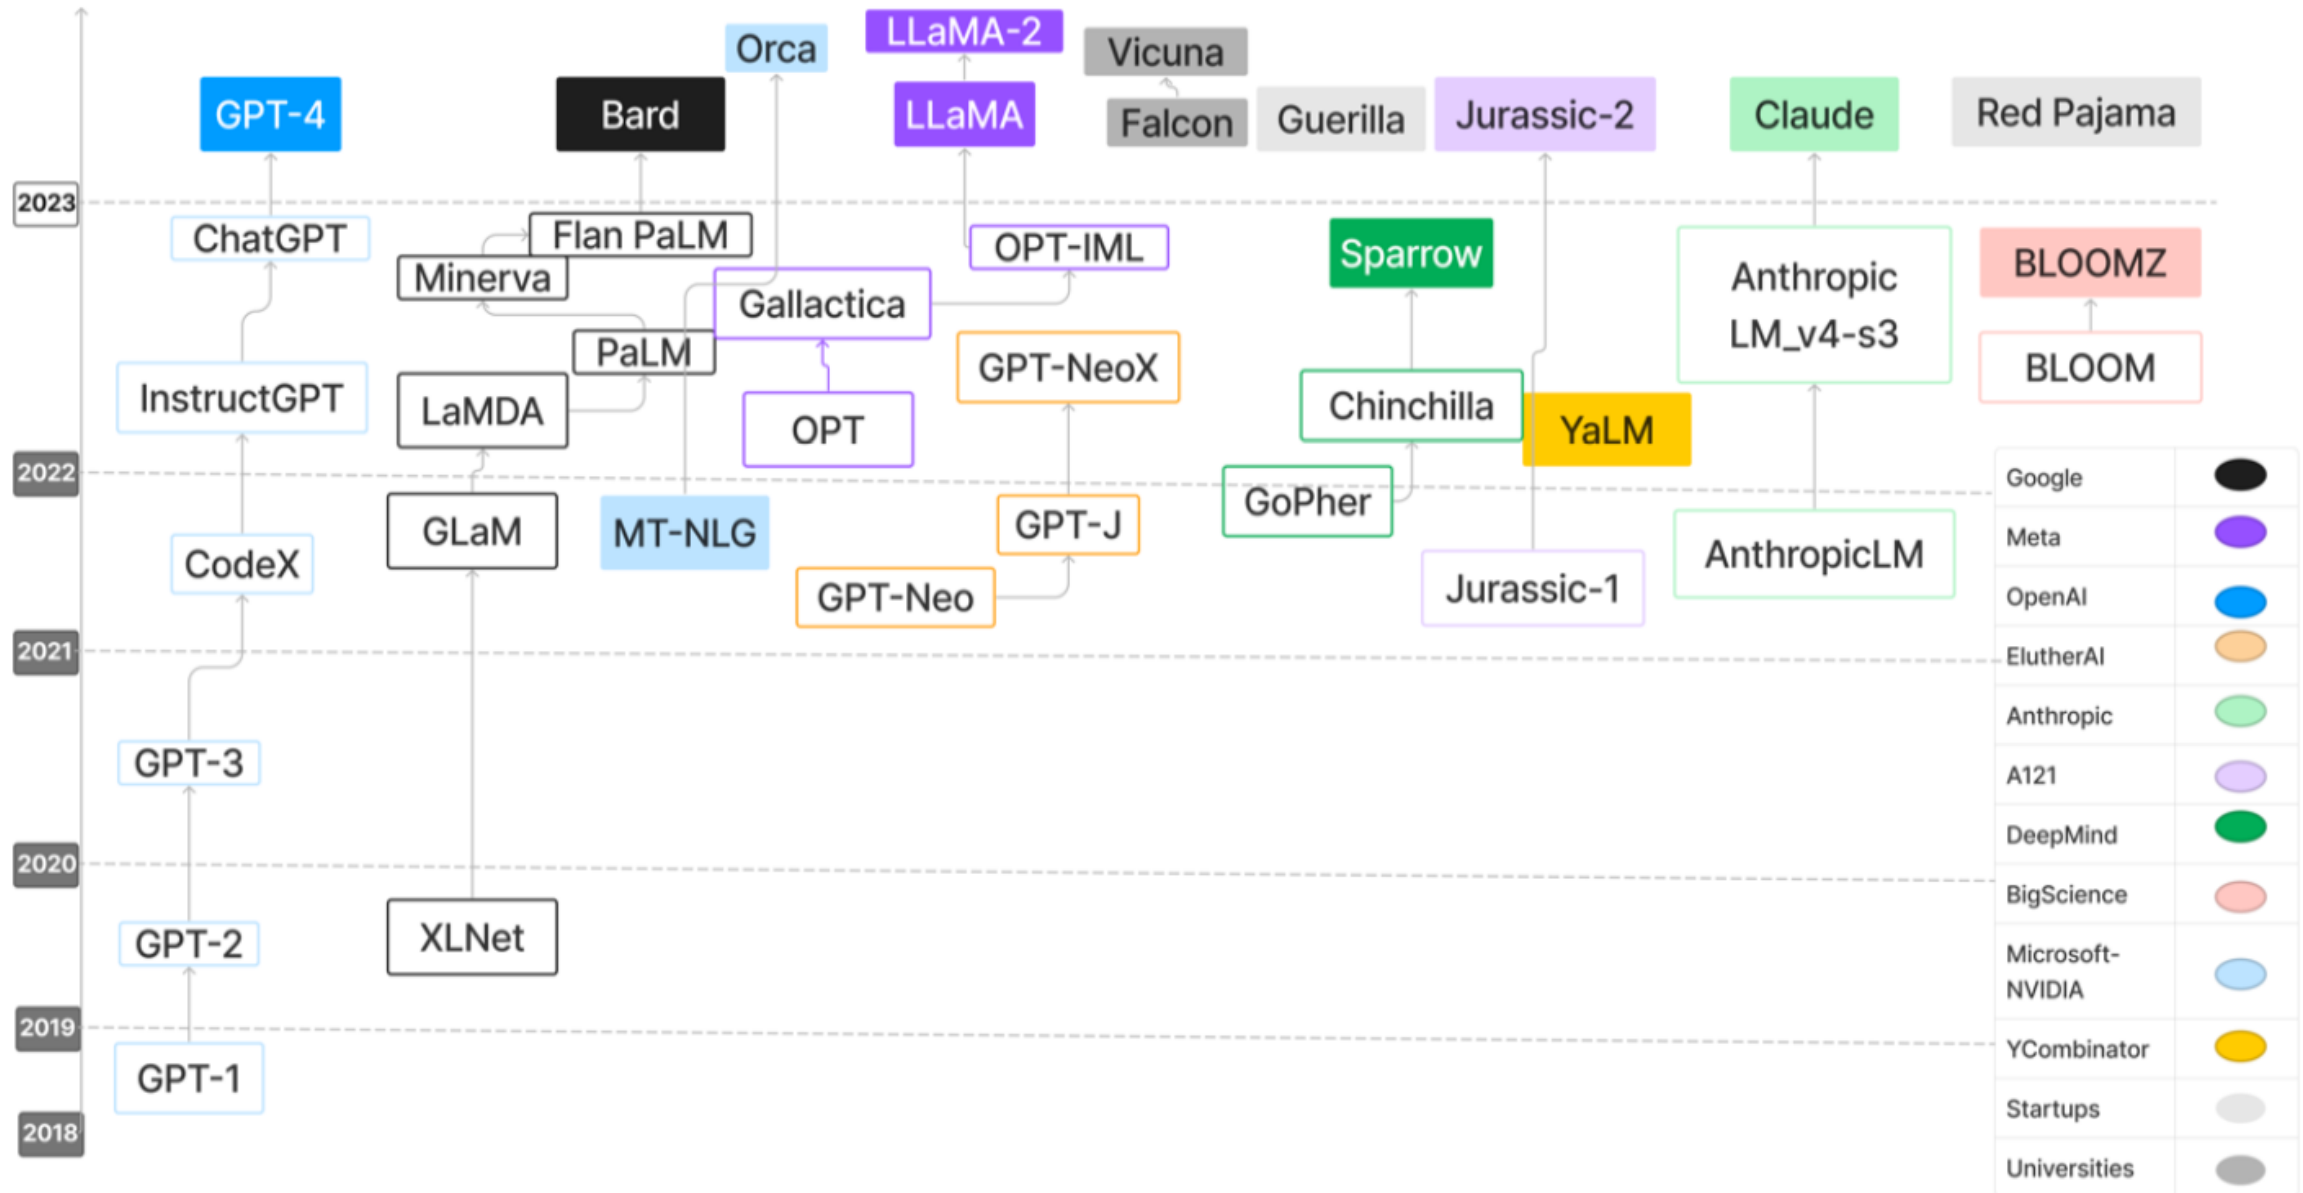 Orca
LLaMA-2
Vicuna
GPT-4
Bard
LLaMA
Falcon
Guerilla
Jurassic-2
Claude
Red Pajama
2023
ChatGPT
Flan PaLM
Minerva
OPT-IML
Sparrow
Anthropic
LM_v4-s3
BLOOMZ
Gallactica
PaLM
GPT-NeoX
BLOOM
InstructGPT
LaMDA
OPT
Chinchilla
YaLM
2022
GLaM
MT-NLG
GPT-J
GoPher
CodeX
GPT-Neo
Jurassic-1
AnthropicLM
2021
GPT-3
2020
GPT-2
XLNet
2019
GPT-1
2018
Google
Meta
OpenAI
ElutherAI
Anthropic
A121
DeepMind
BigScience
Microsoft-
NVIDIA
YCombinator
Startups
Universities